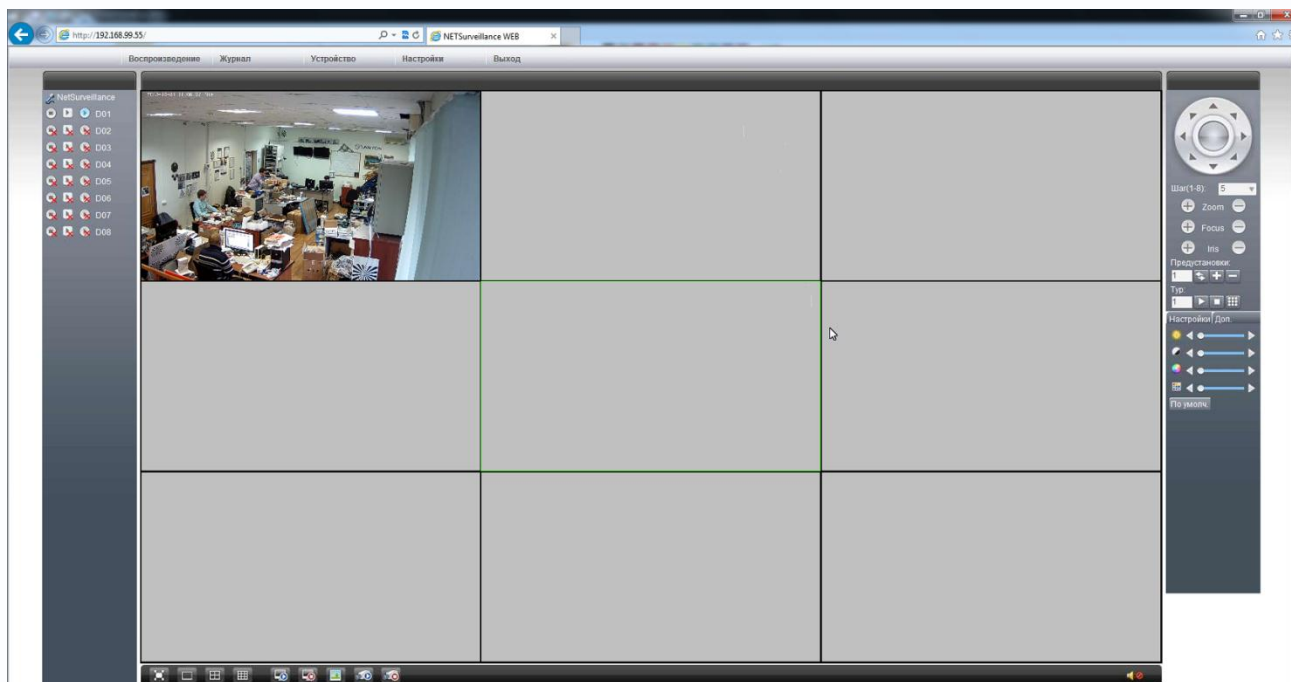 http://192.168.99.55/
NETSurveillance WEB
Воспроизведение Журнал Устройство Настройки Выход
NetSurveillance
D01
D02
D03
D04
D05
D06
D07
D08
Шаг(1-8): 5
Zoom
Focus
Iris
Предустановки:
1
Тур:
1
Настройки Доп.
По умолч.